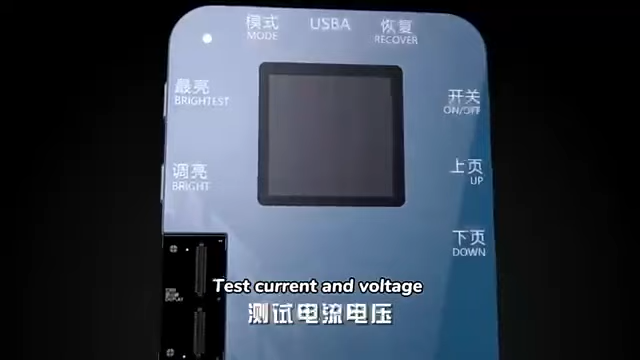 模式
MODE
USBA
恢复
RECOVER
最亮
BRIGHTEST
开关
ON/OFF
上页
UP
调亮
BRIGHT
下页
DOWN
DISPLAY
Test current and voltage
测试电流电压